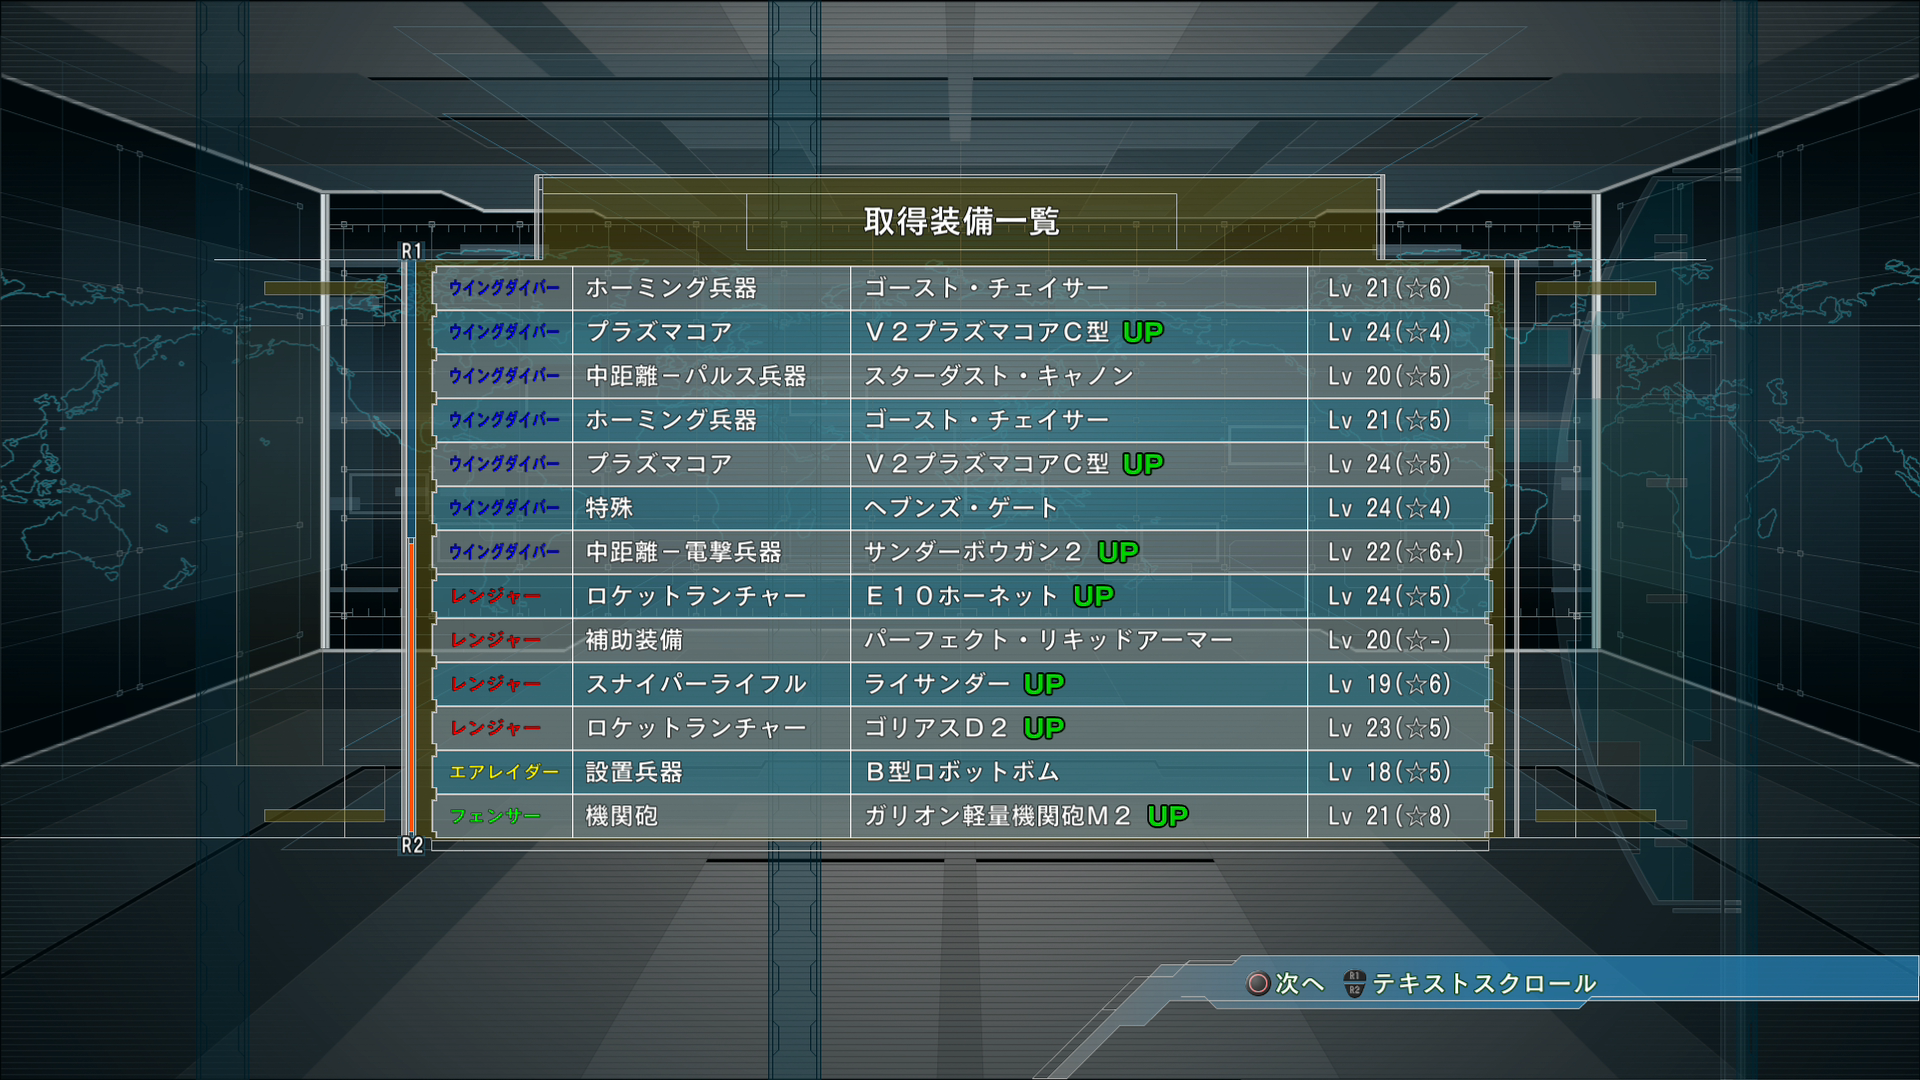 取得装備一覧
R1
ウイングダイバー ホーミング兵器 ゴースト・チェイサー Lv 21(☆6)
ウイングダイバー プラズマコア V２プラズマコアC型 UP Lv 24(☆4)
ウイングダイバー 中距離－パルス兵器 スターダスト・キャノン Lv 20(☆5)
ウイングダイバー ホーミング兵器 ゴースト・チェイサー Lv 21(☆5)
ウイングダイバー プラズマコア V２プラズマコアC型 UP Lv 24(☆5)
ウイングダイバー 特殊 ヘブンズ・ゲート Lv 24(☆4)
ウイングダイバー 中距離－電撃兵器 サンダーボウガン２ UP Lv 22(☆6+)
レンジャー ロケットランチャー E１０ホーネット UP Lv 24(☆5)
レンジャー 補助装備 パーフェクト・リキッドアーマー Lv 20(☆-)
レンジャー スナイパーライフル ライサンダー UP Lv 19(☆6)
レンジャー ロケットランチャー ゴリアスD２ UP Lv 23(☆5)
エアレイダー 設置兵器 B型ロボットボム Lv 18(☆5)
フェンサー 機関砲 ガリオン軽量機関砲M２ UP Lv 21(☆8)
R2
次へ R1 R2 テキストスクロール